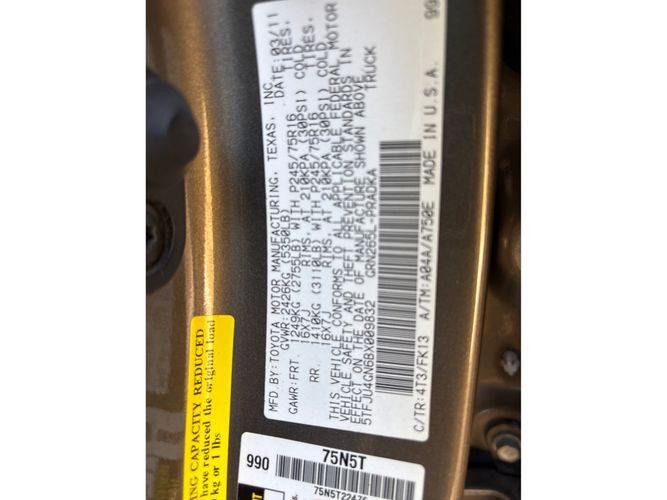 MFD.BY:TOYOTA MOTOR MANUFACTURING, TEXAS, INC.
DATE:03/11
GVWR:2426KG (5350LB)
GAWR:FRT. 1249KG (2755LB) WITH P245/75R16 TIRES,
16X7J RIMS, AT 210KPA (30PSI) COLD
RR. 1410KG (3110LB) WITH P245/75R16 TIRES,
16X7J RIMS, AT 210KPA (30PSI) COLD
THIS VEHICLE CONFORMS TO ALL APPLICABLE FEDERAL MOTOR
VEHICLE SAFETY AND THEFT PREVENTION STANDARDS IN
EFFECT ON THE DATE OF MANUFACTURE SHOWN ABOVE
5TFJU4GN6BX009832 TRUCK
GRN265L-PRADKA
C/TR:4T3/FK13 A/TM:A04A/A750E MADE IN U.S.A. 99
CAPACITY REDUCED
have reduced the original load
kg or 1 lbs
990 75N5T